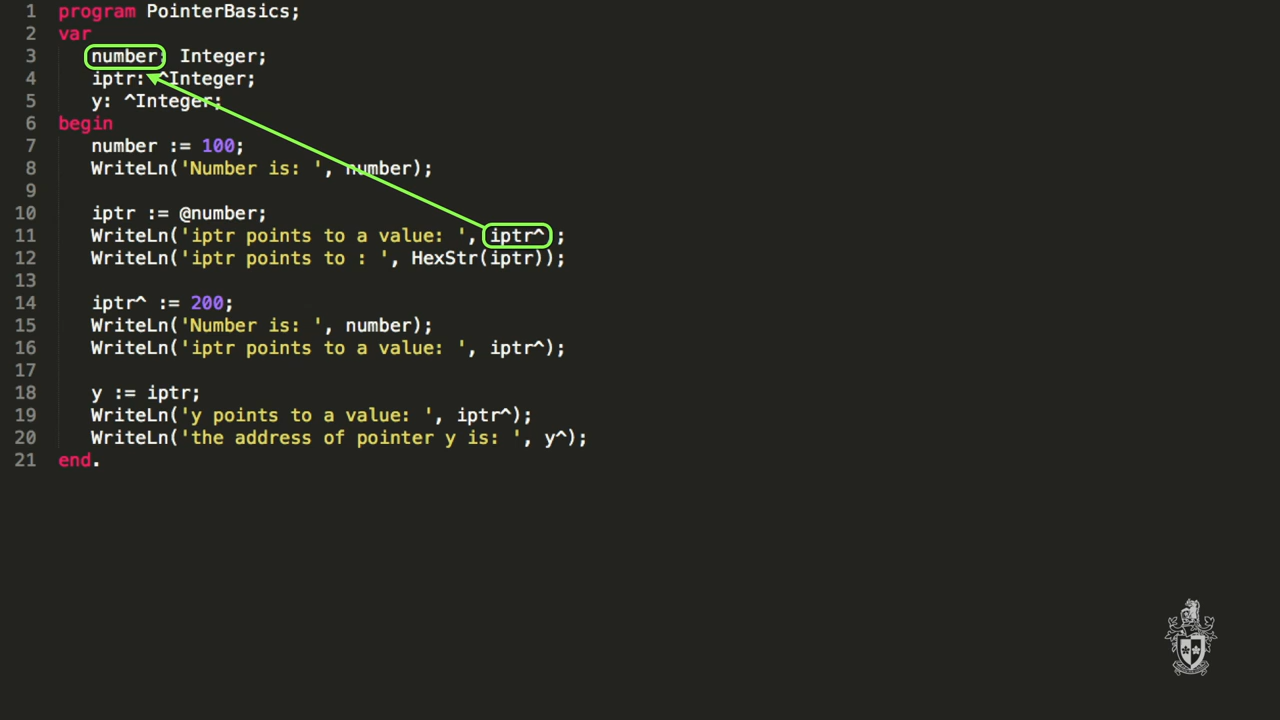 1 program PointerBasics;
2 var
3 number: Integer;
4 iptr: ^Integer;
5 y: ^Integer;
6 begin
7 number := 100;
8 WriteLn('Number is: ', number);
9
10 iptr := @number;
11 WriteLn('iptr points to a value: ', iptr^ ;
12 WriteLn('iptr points to : ', HexStr(iptr));
13
14 iptr^ := 200;
15 WriteLn('Number is: ', number);
16 WriteLn('iptr points to a value: ', iptr^);
17
18 y := iptr;
19 WriteLn('y points to a value: ', iptr^);
20 WriteLn('the address of pointer y is: ', y^);
21 end.